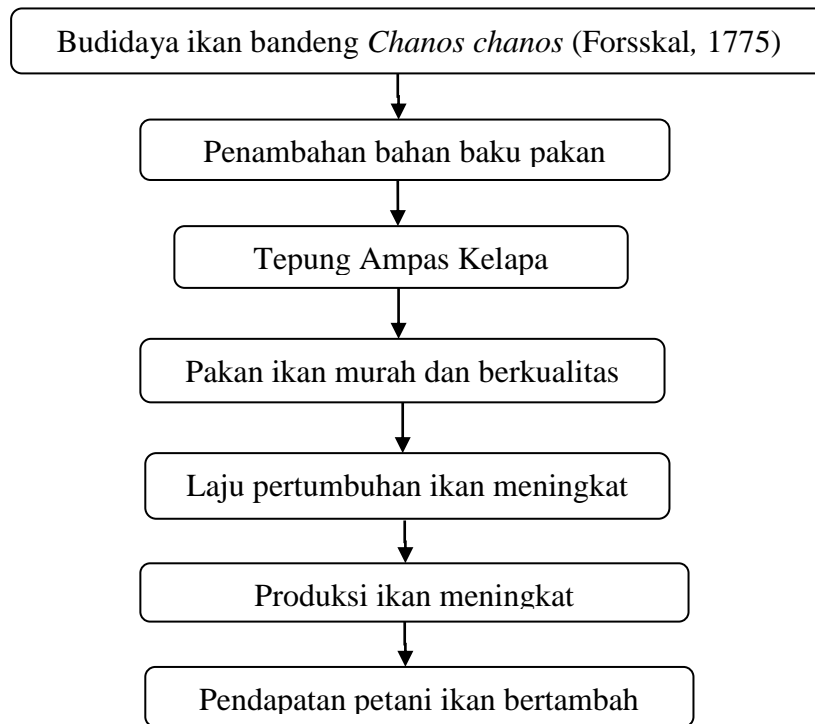 Budidaya ikan bandeng Chanos chanos (Forsskal, 1775)
Penambahan bahan baku pakan
Tepung Ampas Kelapa
Pakan ikan murah dan berkualitas
Laju pertumbuhan ikan meningkat
Produksi ikan meningkat
Pendapatan petani ikan bertambah